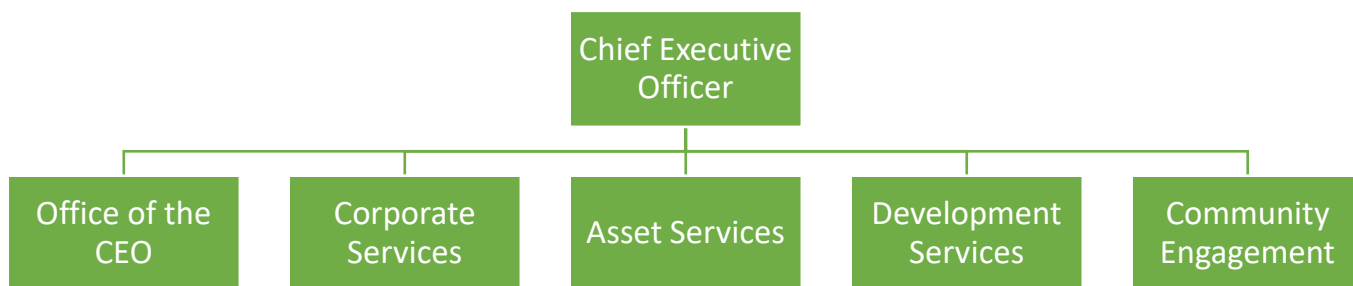 Chief Executive
Officer
Office of the
CEO
Corporate
Services
Asset Services
Development
Services
Community
Engagement